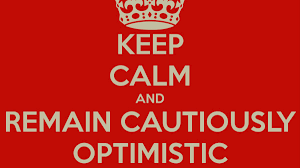 KEEP
CALM
AND
REMAIN CAUTIOUSLY
OPTIMISTIC